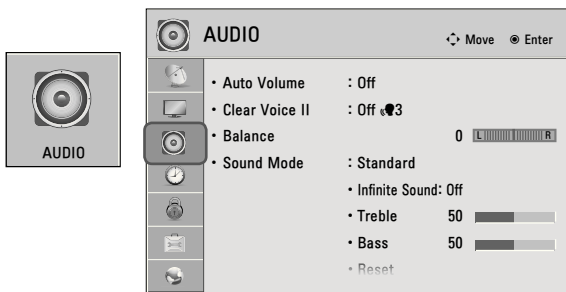 AUDIO
AUDIO
Move Enter
• Auto Volume : Off
• Clear Voice II : Off 3
• Balance 0 L R
• Sound Mode : Standard
• Infinite Sound: Off
• Treble 50
• Bass 50
• Reset